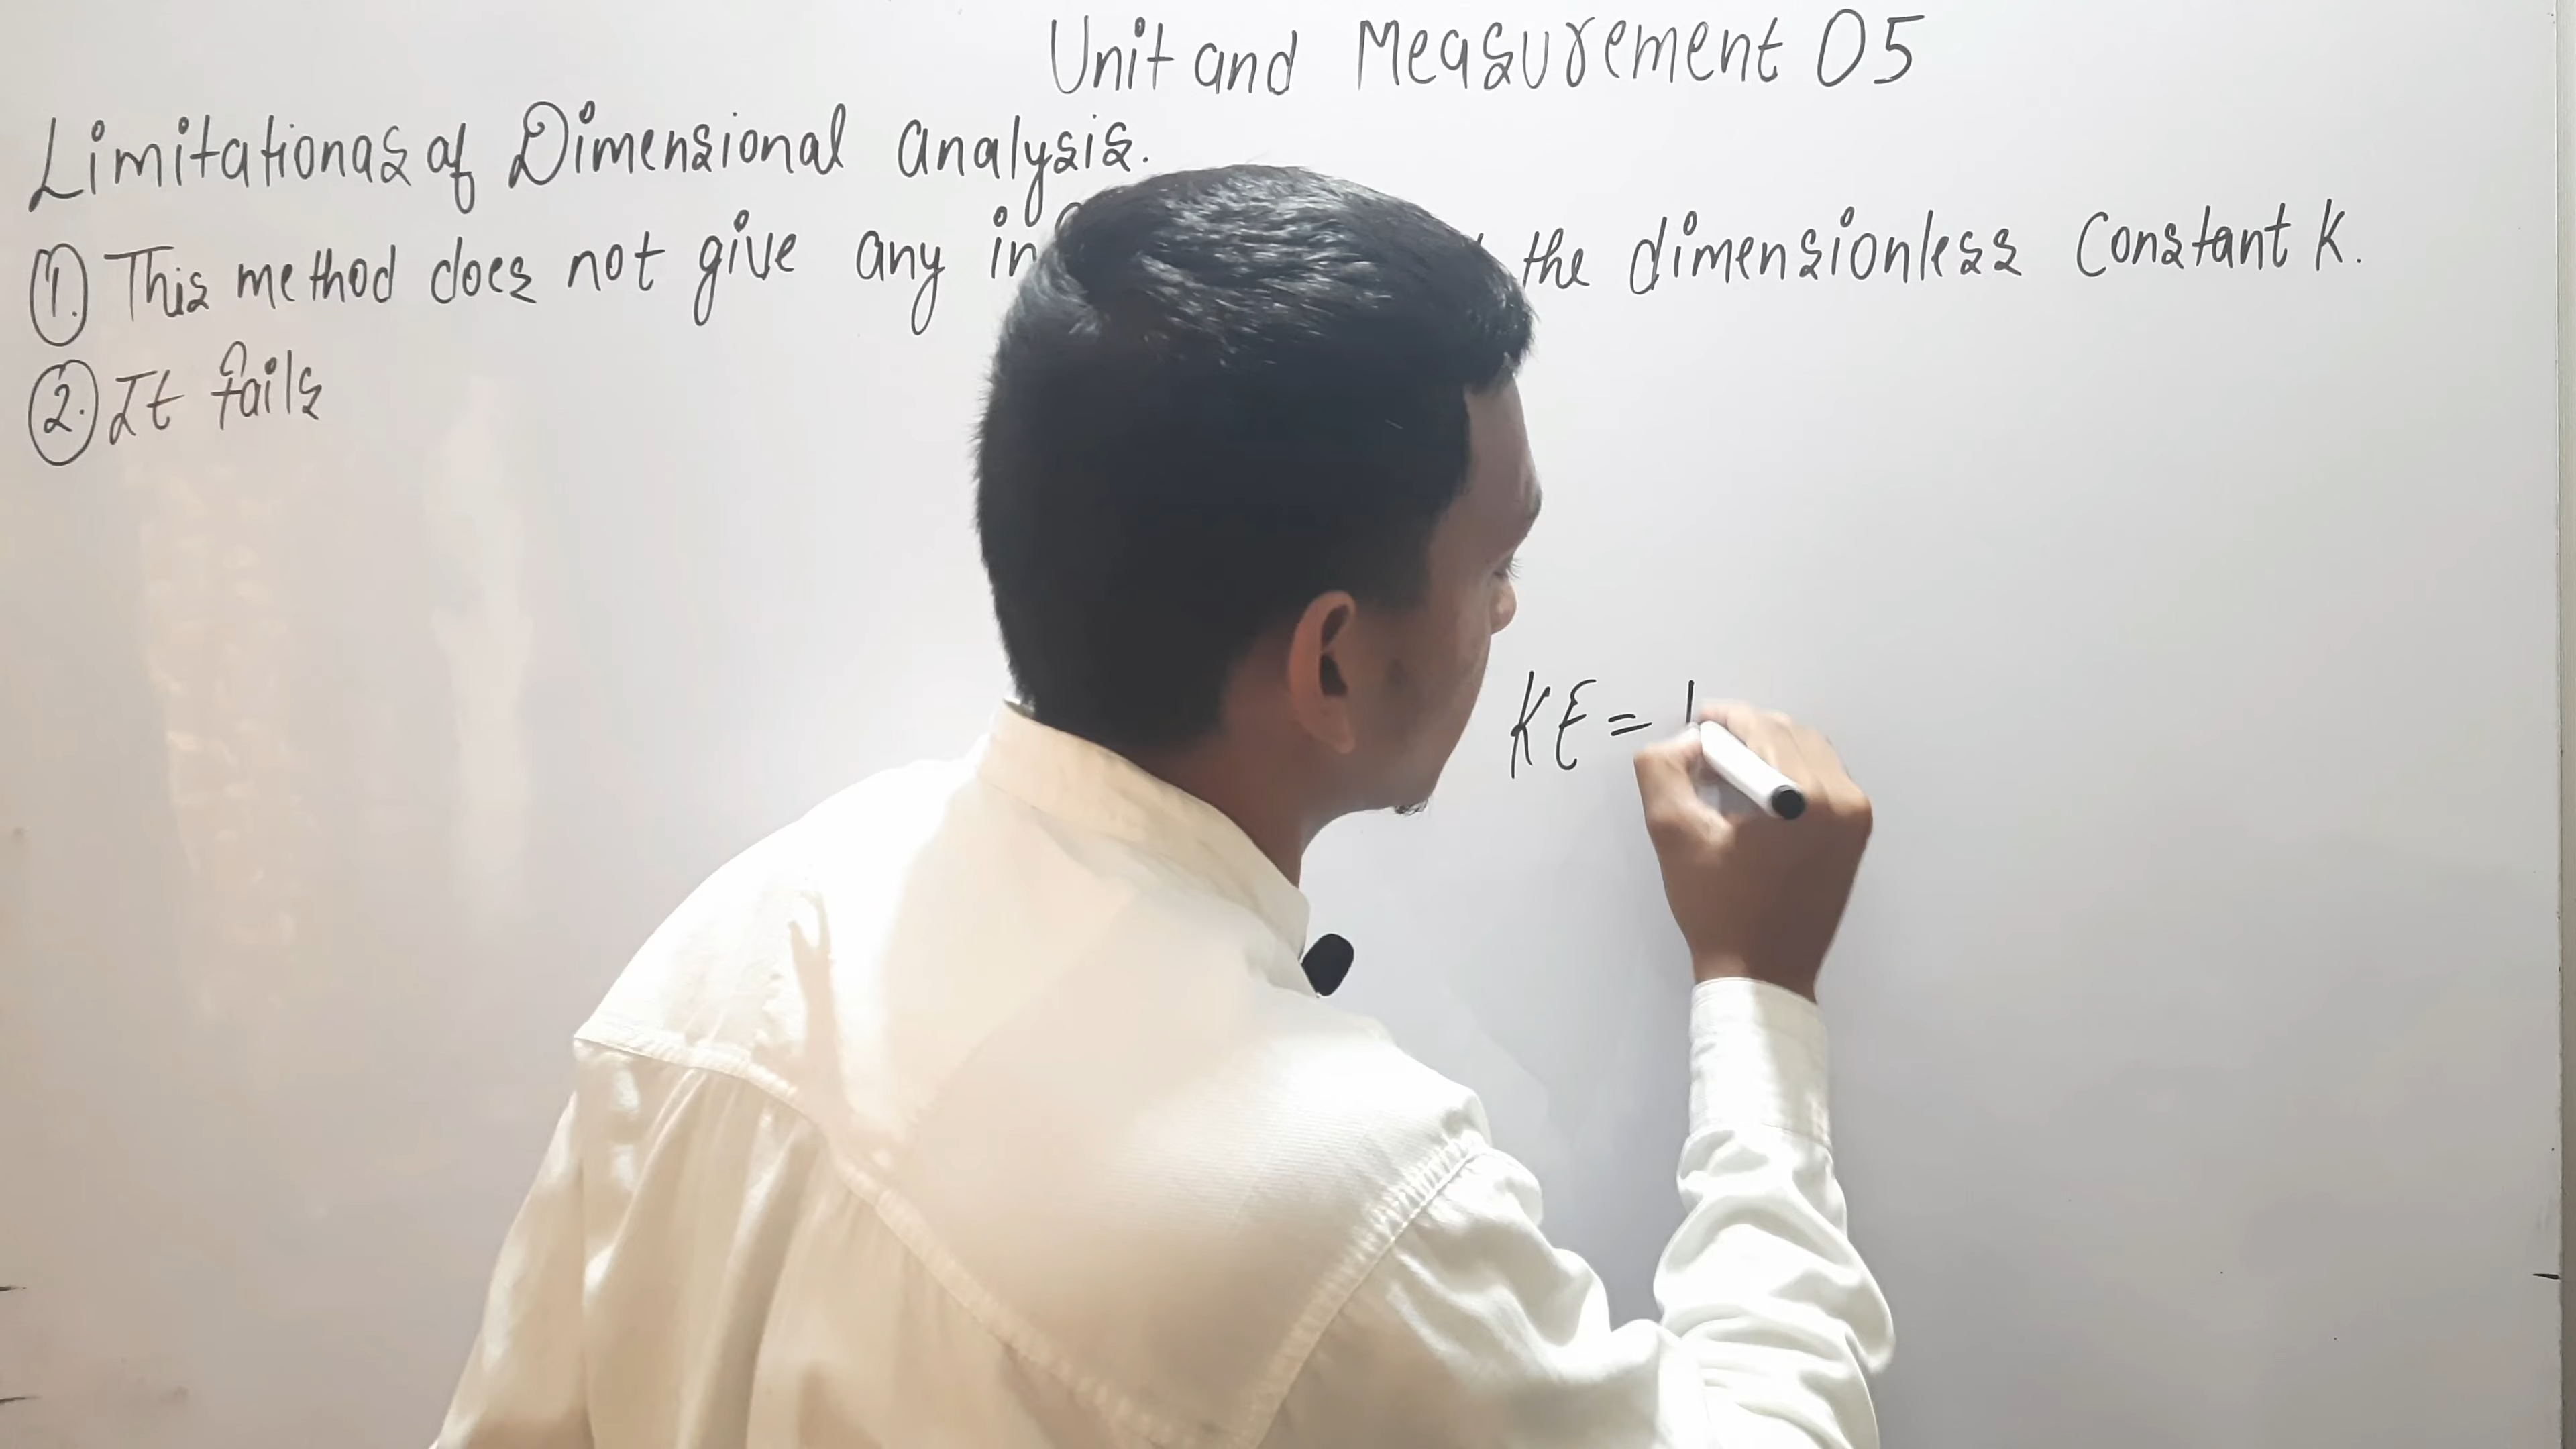 Unit and Measurement 05
Limitationas of Dimensional analysis.
1. This method does not give any the dimensionless Constant K.
2. It fails
KE =